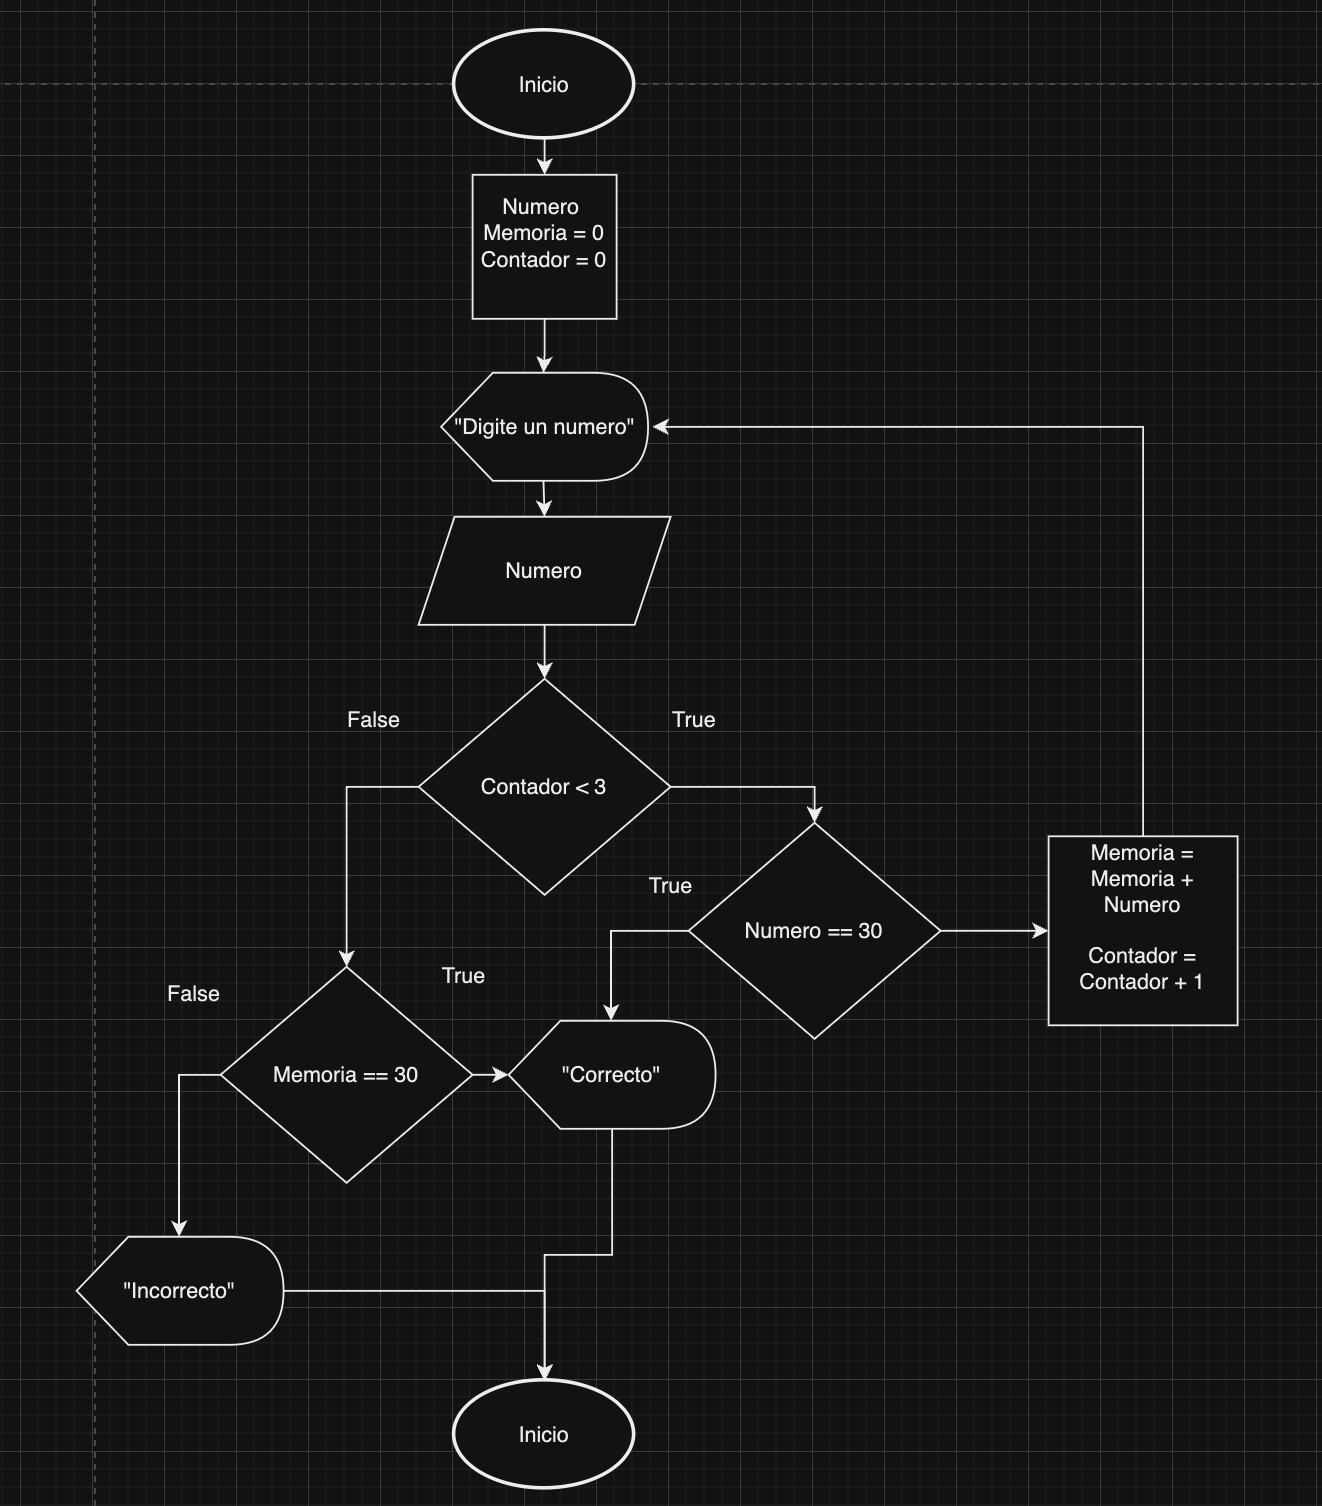 Inicio
Numero
Memoria = 0
Contador = 0
"Digite un numero"
Numero
False
True
Contador < 3
True
Numero == 30
Memoria =
Memoria +
Numero
Contador =
Contador + 1
False
True
Memoria == 30
"Correcto"
"Incorrecto"
Inicio